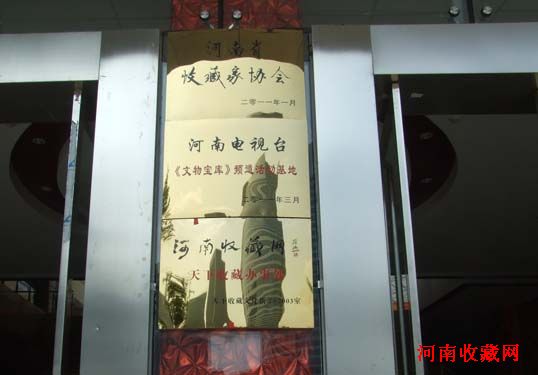 河南省
收藏家协会
二零一一年一月
河南电视台
《文物宝库》频道活动基地
二零一一年三月
河南收藏网
天下收藏办事处
河南收藏网